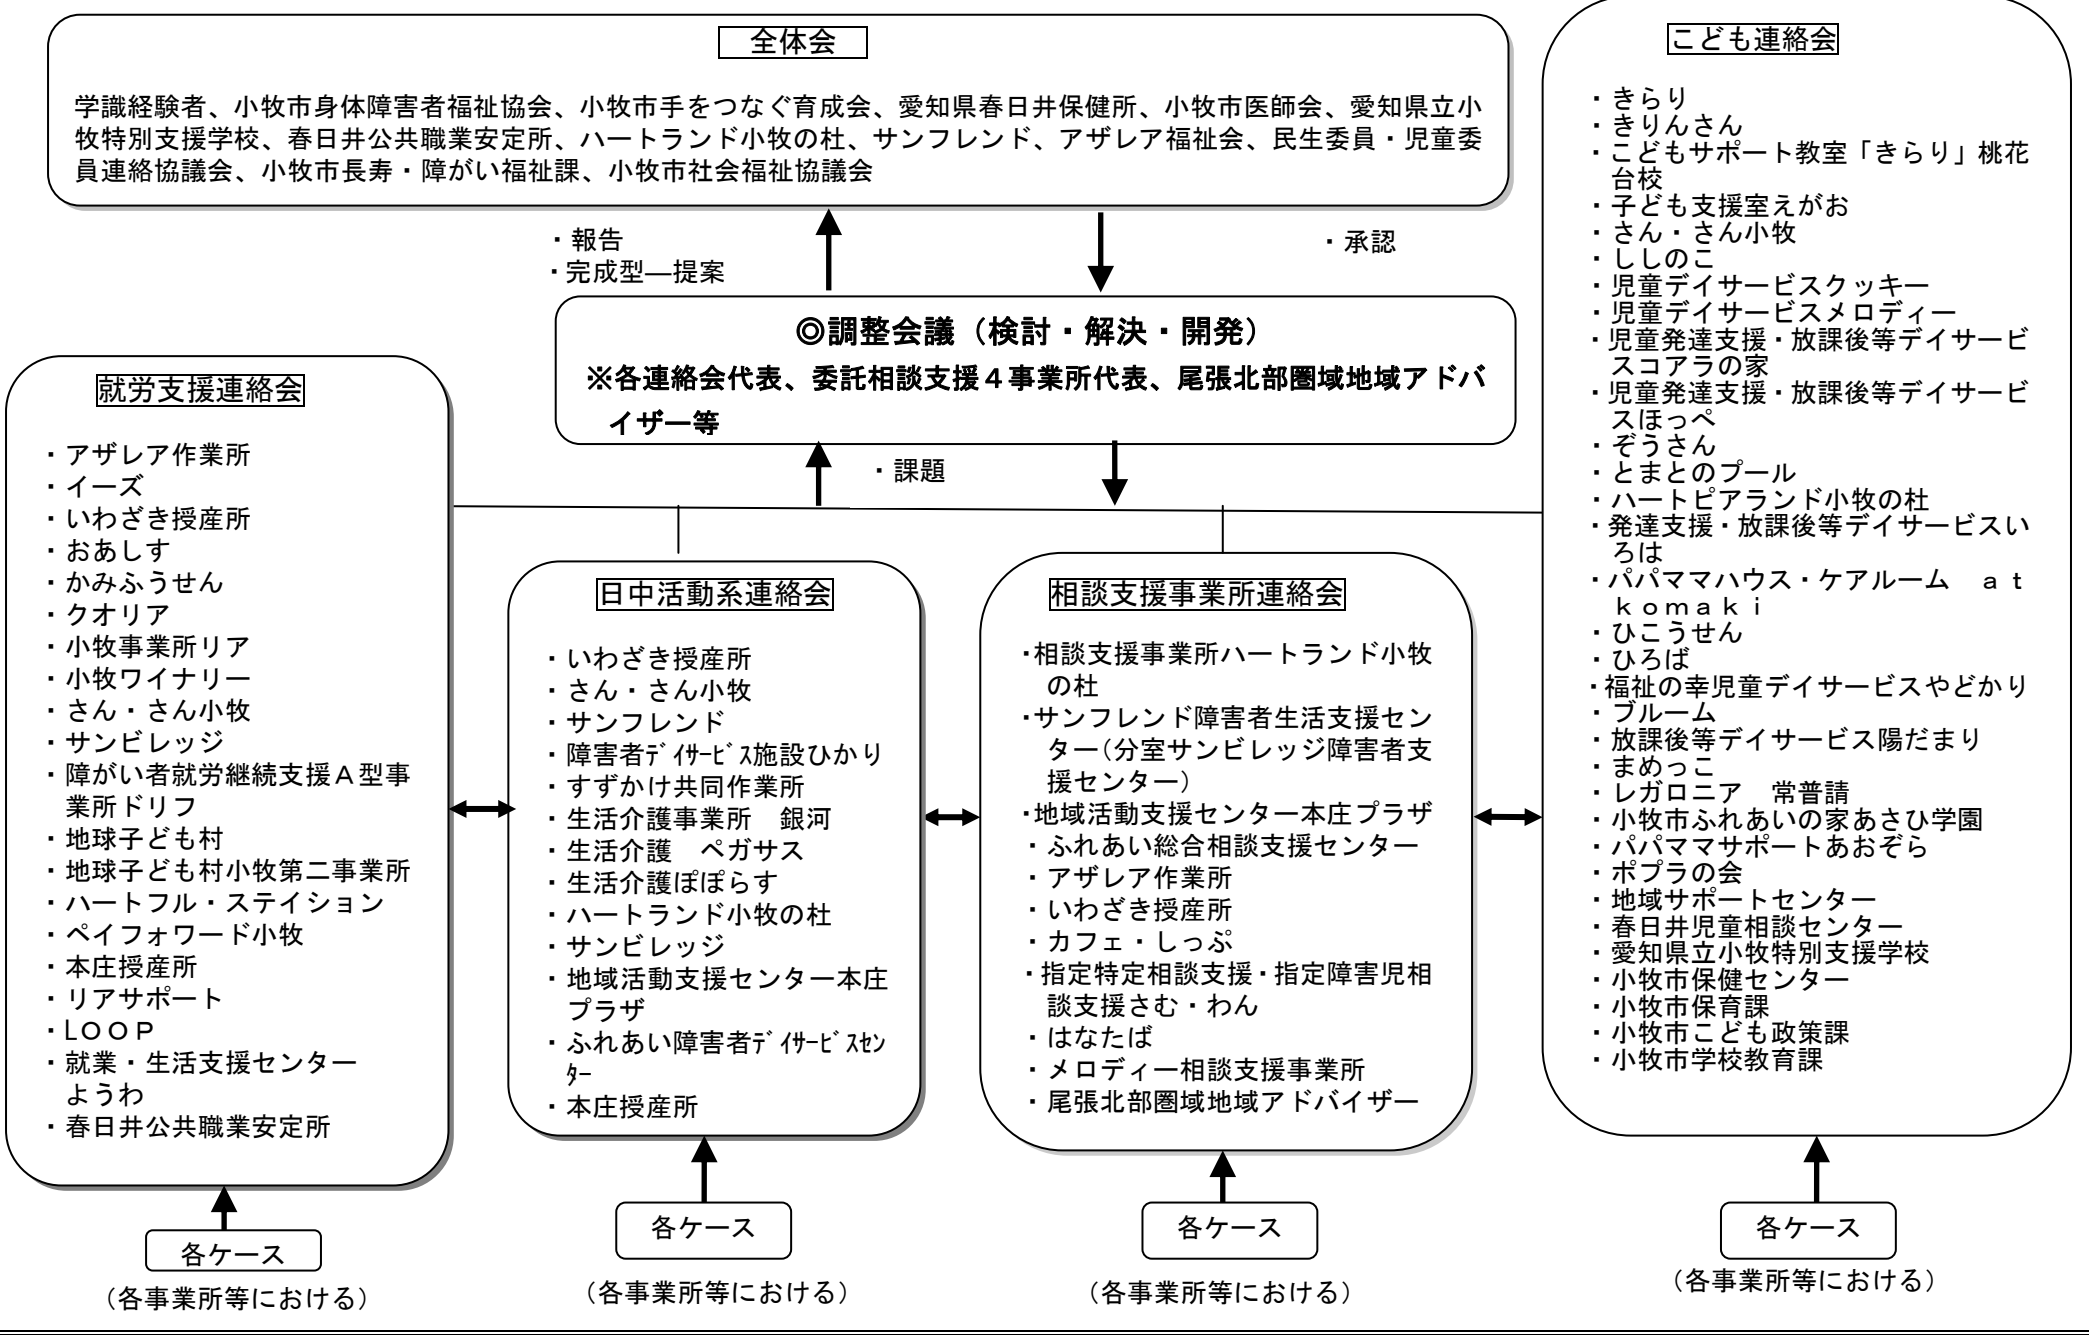 全体会
学識経験者、小牧市身体障害者福祉協会、小牧市手をつなぐ育成会、愛知県春日井保健所、小牧市医師会、愛知県立小
牧特別支援学校、春日井公共職業安定所、ハートランド小牧の杜、サンフレンド、アザレア福祉会、民生委員・児童委
員連絡協議会、小牧市長寿・障がい福祉課、小牧市社会福祉協議会
・報告
・完成型―提案
・承認
◎調整会議（検討・解決・開発）
※各連絡会代表、委託相談支援４事業所代表、尾張北部圏域地域アドバ
イザー等
・課題
就労支援連絡会
・アザレア作業所
・イーズ
・いわざき授産所
・おあしす
・かみふうせん
・クオリア
・小牧事業所リア
・小牧ワイナリー
・さん・さん小牧
・サンビレッジ
・障がい者就労継続支援Ａ型事
業所ドリフ
・地球子ども村
・地球子ども村小牧第二事業所
・ハートフル・ステイション
・ペイフォワード小牧
・本庄授産所
・リアサポート
・ＬＯＯＰ
・就業・生活支援センター
ようわ
・春日井公共職業安定所
各ケース
（各事業所等における）
日中活動系連絡会
・いわざき授産所
・さん・さん小牧
・サンフレンド
・障害者ﾃﾞｲｻｰﾋﾞｽ施設ひかり
・すずかけ共同作業所
・生活介護事業所　銀河
・生活介護　ペガサス
・生活介護ぽぽらす
・ハートランド小牧の杜
・サンビレッジ
・地域活動支援センター本庄
プラザ
・ふれあい障害者ﾃﾞｲｻｰﾋﾞｽｾﾝ
ﾀｰ
・本庄授産所
各ケース
（各事業所等における）
相談支援事業所連絡会
・相談支援事業所ハートランド小牧
の杜
・サンフレンド障害者生活支援セン
ター（分室サンビレッジ障害者支
援センター）
・地域活動支援センター本庄プラザ
・ふれあい総合相談支援センター
・アザレア作業所
・いわざき授産所
・カフェ・しっぷ
・指定特定相談支援・指定障害児相
談支援さむ・わん
・はなたば
・メロディー相談支援事業所
・尾張北部圏域地域アドバイザー
各ケース
（各事業所等における）
こども連絡会
・きらり
・きりんさん
・こどもサポート教室「きらり」桃花
台校
・子ども支援室えがお
・さん・さん小牧
・ししのこ
・児童デイサービスクッキー
・児童デイサービスメロディー
・児童発達支援・放課後等デイサービ
スコアラの家
・児童発達支援・放課後等デイサービ
スほっぺ
・ぞうさん
・とまとのプール
・ハートピアランド小牧の杜
・発達支援・放課後等デイサービスい
ろは
・パパママハウス・ケアルーム　ａｔ
ｋｏｍａｋｉ
・ひこうせん
・ひろば
・福祉の幸児童デイサービスやどかり
・ブルーム
・放課後等デイサービス陽だまり
・まめっこ
・レガロニア　常普請
・小牧市ふれあいの家あさひ学園
・パパママサポートあおぞら
・ポプラの会
・地域サポートセンター
・春日井児童相談センター
・愛知県立小牧特別支援学校
・小牧市保健センター
・小牧市保育課
・小牧市こども政策課
・小牧市学校教育課
各ケース
（各事業所等における）